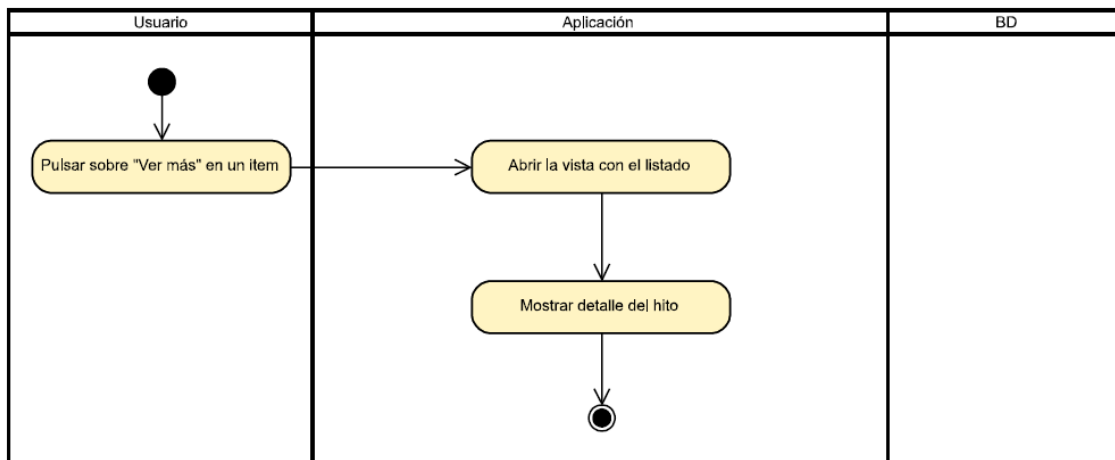 Usuario
Aplicación
BD
Pulsar sobre "Ver más" en un item
Abrir la vista con el listado
Mostrar detalle del hito